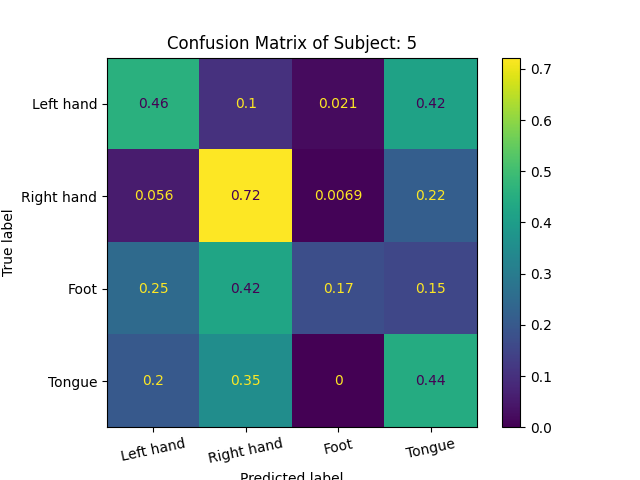 Confusion Matrix of Subject: 5
True label
Left hand 0.46 0.1 0.021 0.42
Right hand 0.056 0.72 0.0069 0.22
Foot 0.25 0.42 0.17 0.15
Tongue 0.2 0.35 0 0.44
Left hand Right hand Foot Tongue
Predicted label
0.7
0.6
0.5
0.4
0.3
0.2
0.1
0.0